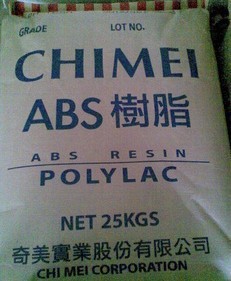 GRADE LOT NO.
CHIMEI
ABS 樹脂
ABS RESIN
POLYLAC
NET 25KGS
奇美實業股份有限公司
CHI MEI CORPORATION